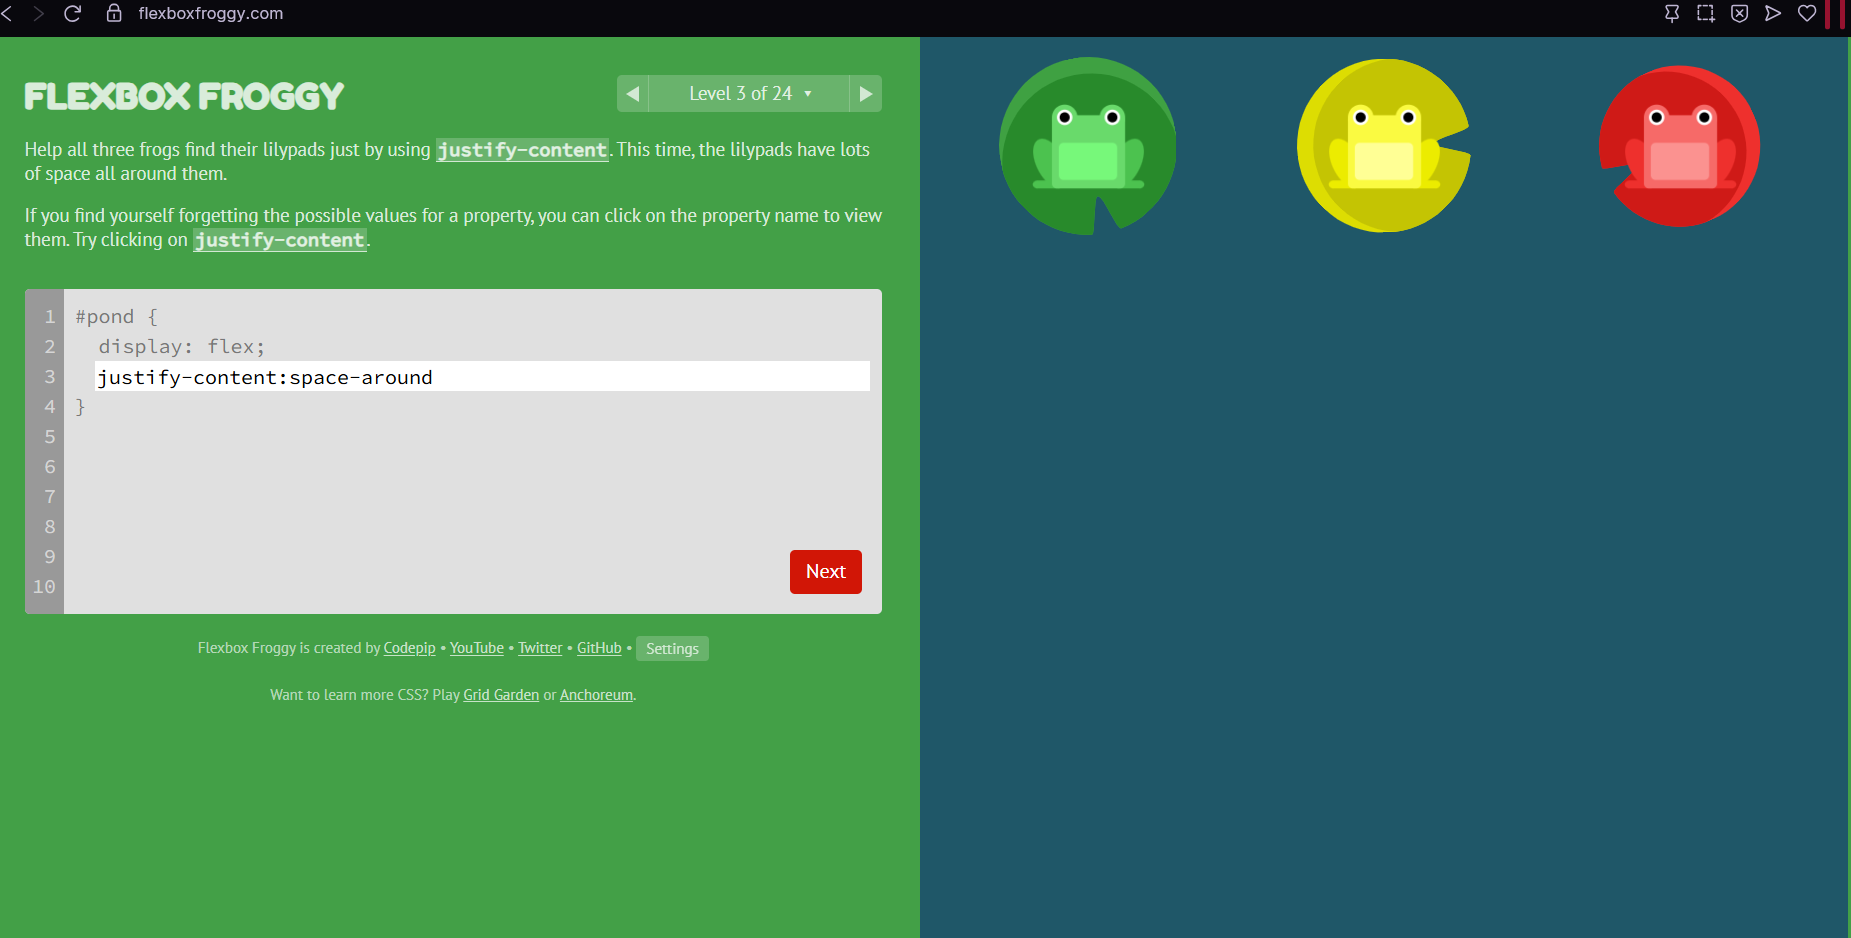 flexboxfroggy.com
FLEXBOX FROGGY
Level 3 of 24
Help all three frogs find their lilypads just by using justify-content. This time, the lilypads have lots
of space all around them.
If you find yourself forgetting the possible values for a property, you can click on the property name to view
them. Try clicking on justify-content.
1 #pond {
2 display: flex;
3 justify-content:space-around
4 }
5
6
7
8
9
10
Next
Flexbox Froggy is created by Codepip • YouTube • Twitter • GitHub • Settings
Want to learn more CSS? Play Grid Garden or Anchoreum.